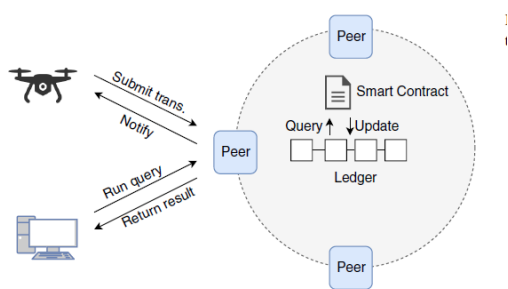 Peer
Submit trans.
Notify
Smart Contract
Query
Update
Peer
Ledger
Run query
Return result
Peer